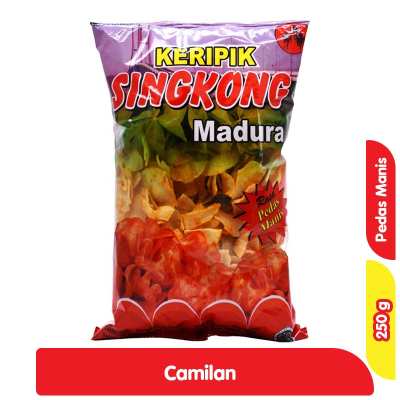 KERIPIK
SINGKONG
Madura
Rasa
Pedas
Manis
Pedas Manis
250 g
Camilan